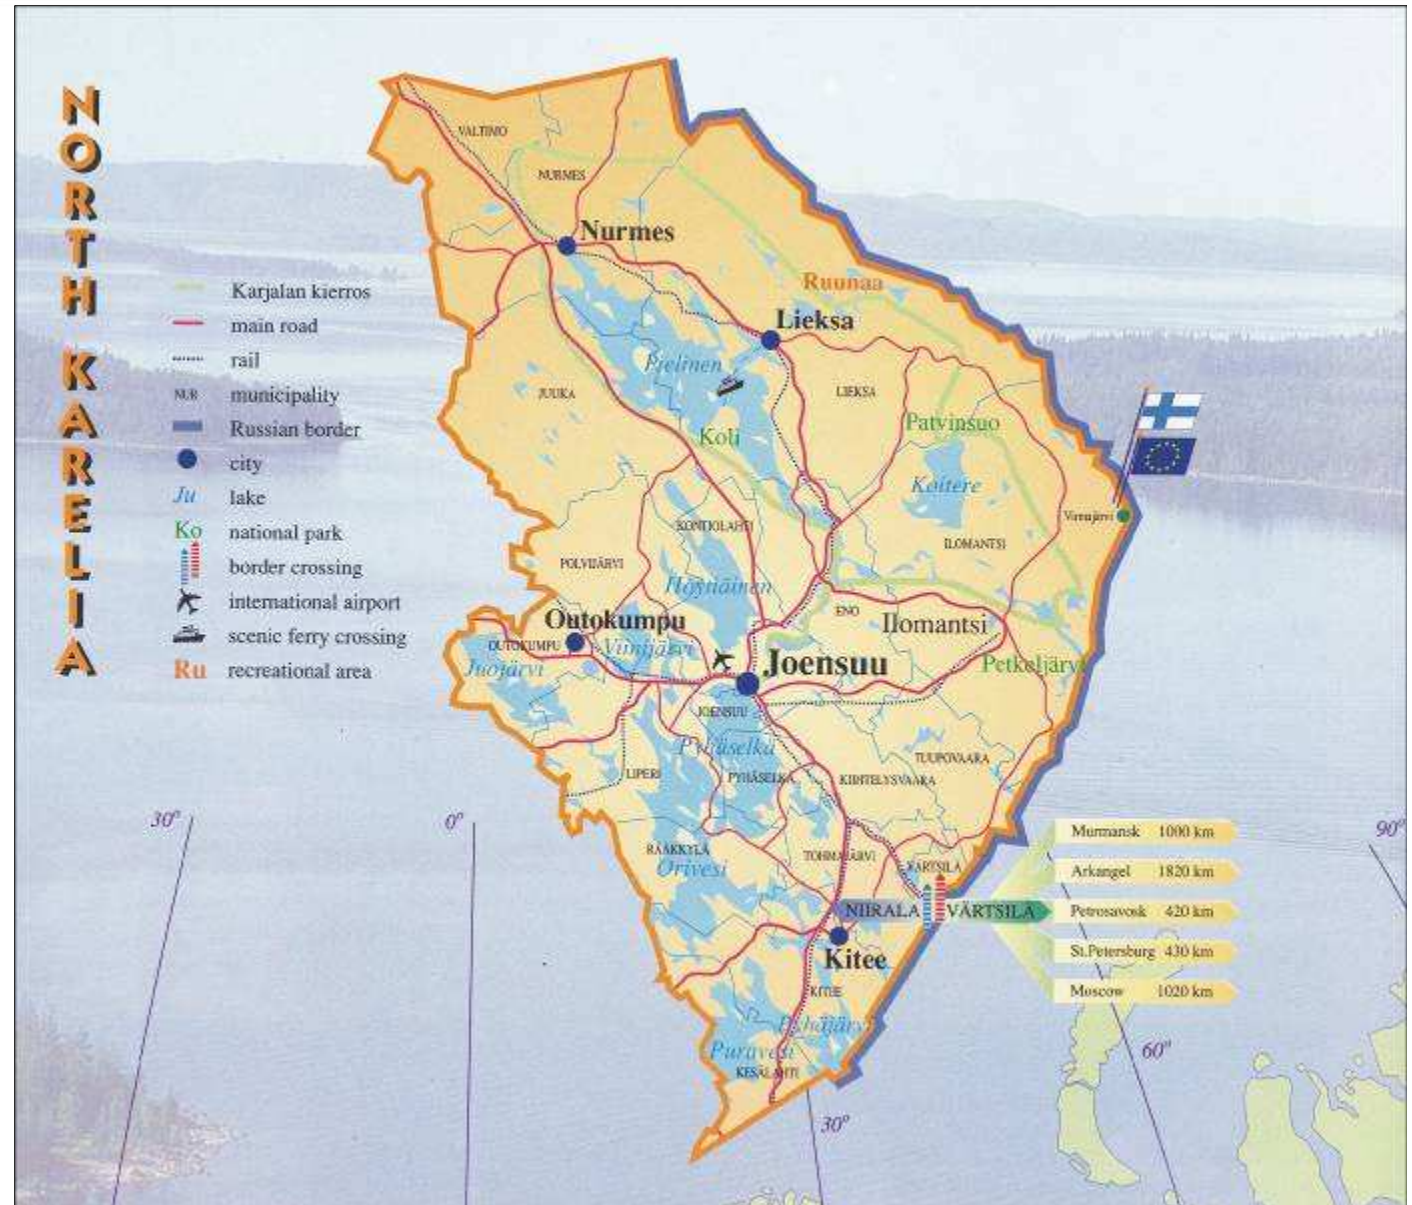 NORTH KARELIA
Karjalan kierros
main road
rail
NUR municipality
Russian border
city
Ju lake
Ko national park
border crossing
international airport
scenic ferry crossing
Ru recreational area
VALTIMO
NURMES
Nurmes
Ruunaa
Lieksa
Pielinen
JUUKA
LIEKSA
Koli
Patvinsuo
Koitere
Virmajärvi
KONTIOLAHTI
ILOMANTSI
POLVIJÄRVI
Höytiäinen
ENO
Outokumpu
Ilomantsi
OUTOKUMPU
Viinijärvi
Juojärvi
Joensuu
Petkeljärvi
JOENSUU
Pyhäselkä
TUUPOVAARA
LIPERI
PYHÄSELKÄ
KIIHTELYSVAARA
30°
0°
90°
Murmansk 1000 km
RÄÄKKYLÄ
TOHMAJÄRVI
VÄRTSILÄ
Orivesi
Arkangel 1820 km
NIIRALA
VÄRTSILÄ
Petrosavosk 420 km
Kitee
St.Petersburg 430 km
KITEE
Moscow 1020 km
Pyhäjärvi
Puruvesi
KESÄLAHTI
60°
30°